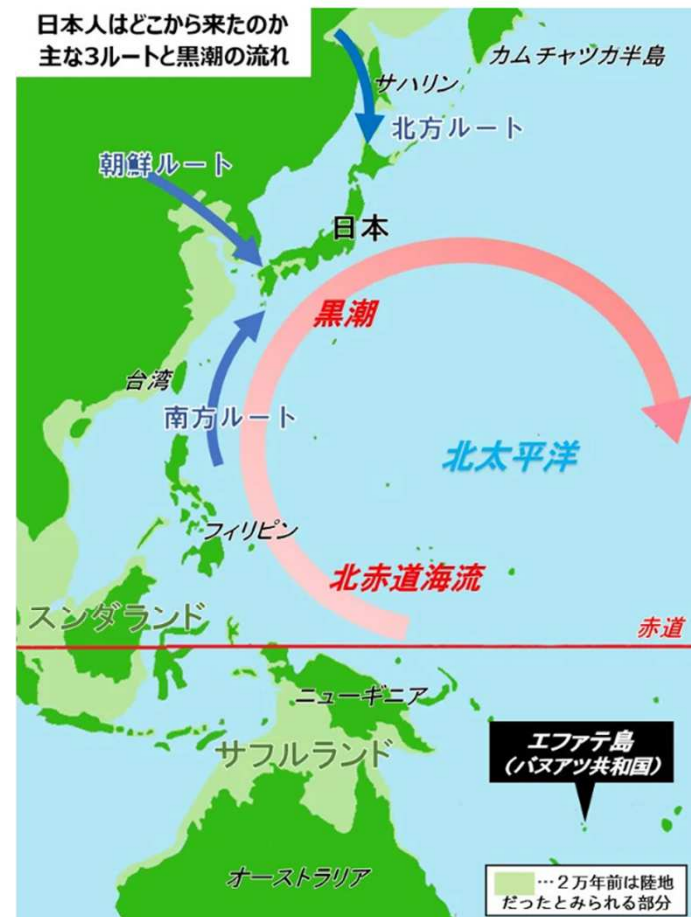 日本人はどこから来たのか
主な3ルートと黒潮の流れ
カムチャツカ半島
サハリン
北方ルート
朝鮮ルート
日本
黒潮
台湾
南方ルート
北太平洋
フィリピン
北赤道海流
スンダランド
赤道
ニューギニア
サフルランド
エファテ島
（バヌアツ共和国）
オーストラリア
…２万年前は陸地
だったとみられる部分